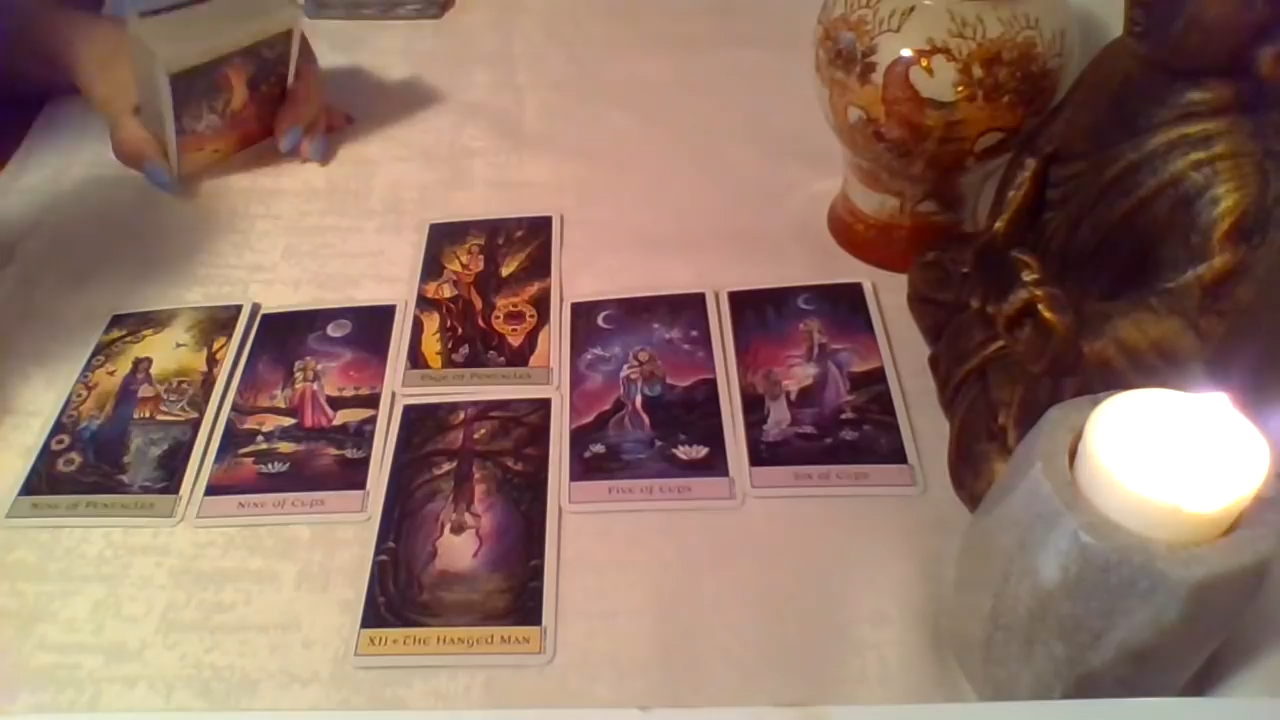 Page of Pentacles
Nine of Pentacles
Nine of Cups
Five of Cups
Six of Cups
XII • The Hanged Man